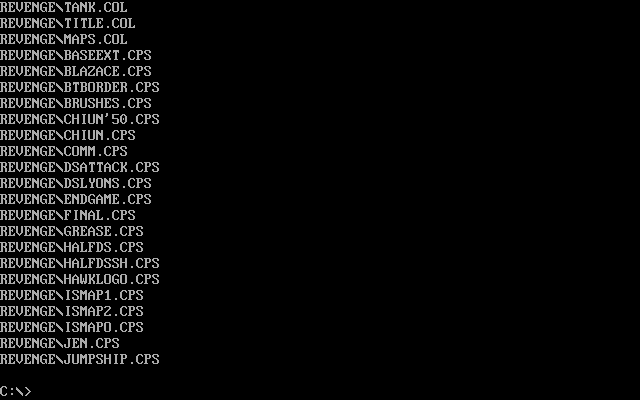 REVENGE\TANK.COL
REVENGE\TITLE.COL
REVENGE\MAPS.COL
REVENGE\BASEEXT.CPS
REVENGE\BLAZACE.CPS
REVENGE\BTBORDER.CPS
REVENGE\BRUSHES.CPS
REVENGE\CHIUN'50.CPS
REVENGE\CHIUN.CPS
REVENGE\COMM.CPS
REVENGE\DSATTACK.CPS
REVENGE\DSLYONS.CPS
REVENGE\ENDGAME.CPS
REVENGE\FINAL.CPS
REVENGE\GREASE.CPS
REVENGE\HALFDS.CPS
REVENGE\HALFDSSH.CPS
REVENGE\HAWKLOGO.CPS
REVENGE\ISMAP1.CPS
REVENGE\ISMAP2.CPS
REVENGE\ISMAPO.CPS
REVENGE\JEN.CPS
REVENGE\JUMPSHIP.CPS
C:\>